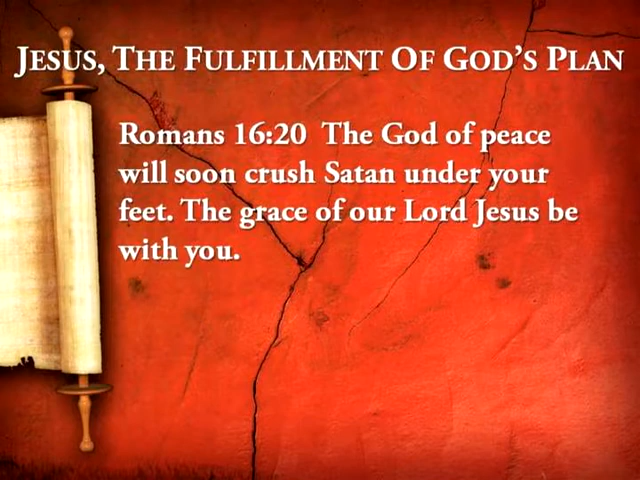 JESUS, THE FULFILLMENT OF GOD'S PLAN
Romans 16:20 The God of peace
will soon crush Satan under your
feet. The grace of our Lord Jesus be
with you.